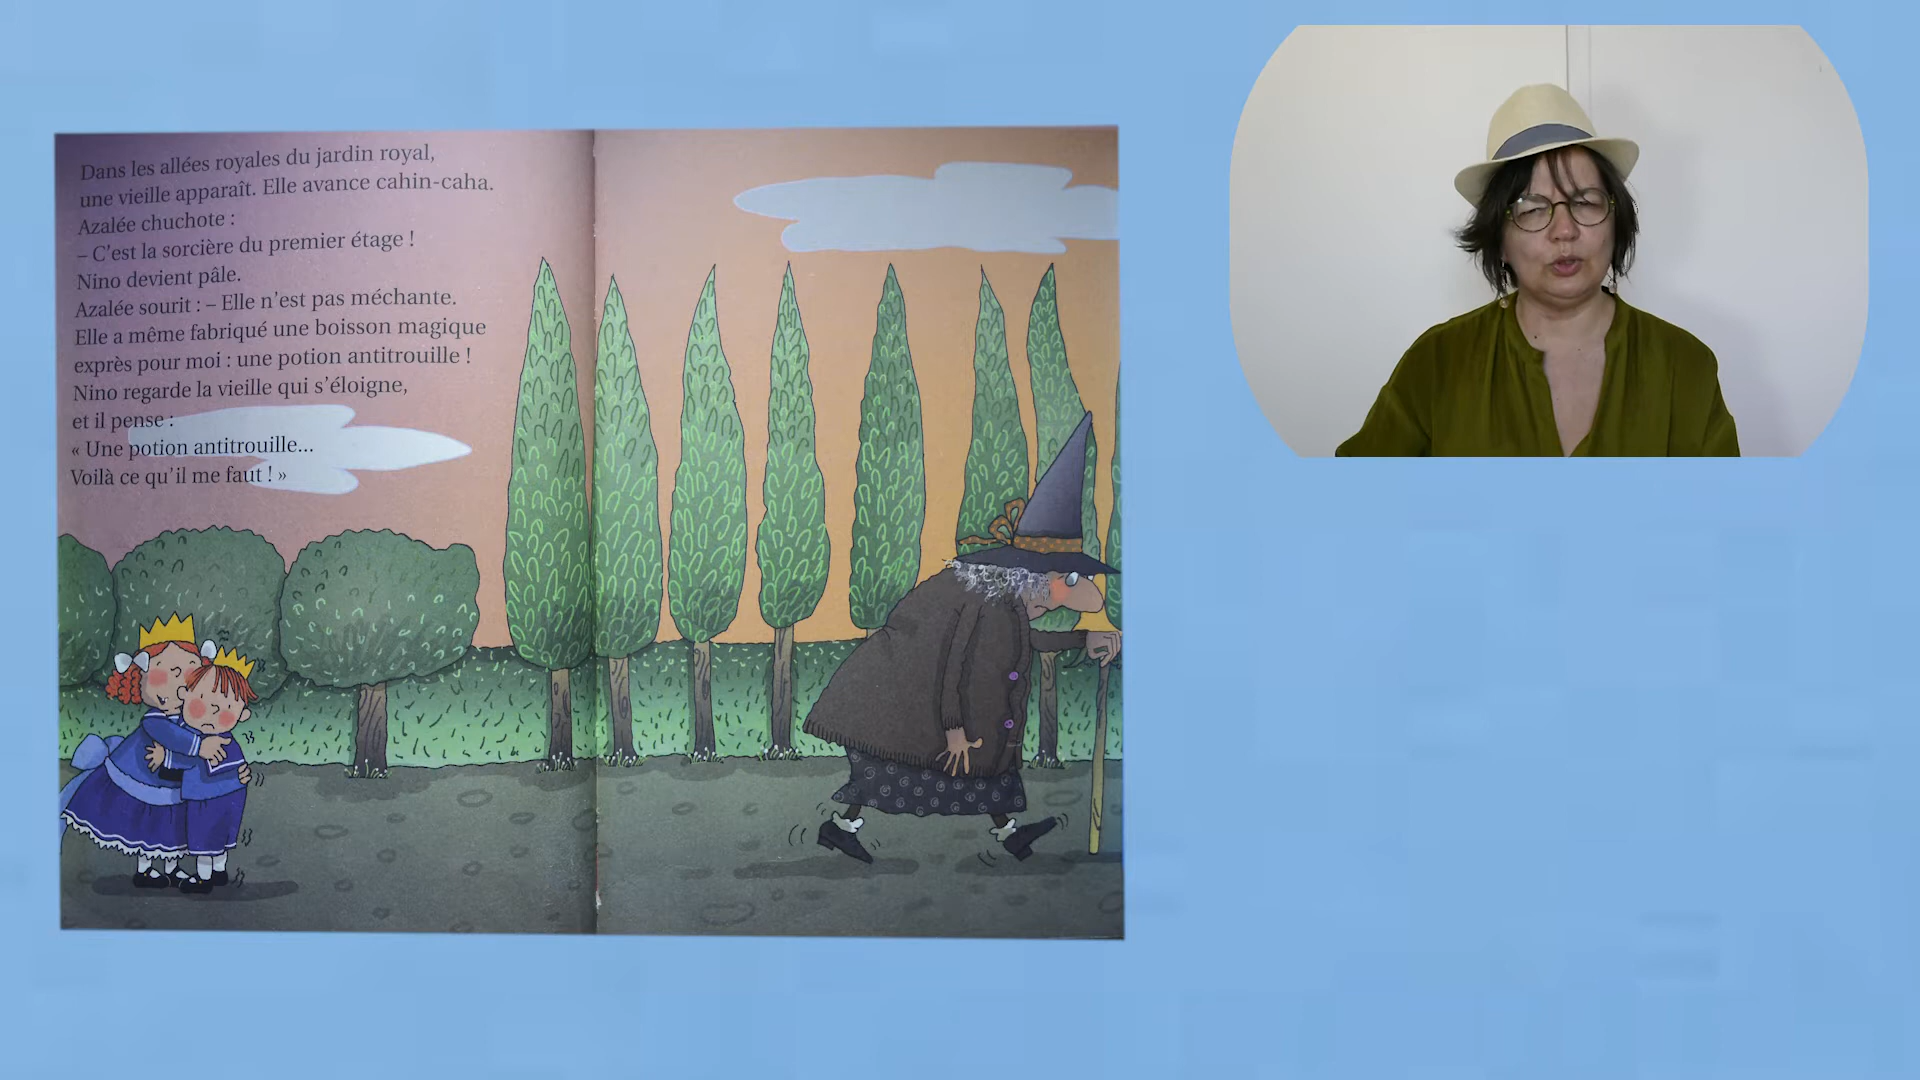 Dans les allées royales du jardin royal,
une vieille apparaît. Elle avance cahin-caha.
Azalée chuchote :
– C'est la sorcière du premier étage !
Nino devient pâle.
Azalée sourit : – Elle n'est pas méchante.
Elle a même fabriqué une boisson magique
exprès pour moi : une potion antitrouille !
Nino regarde la vieille qui s'éloigne,
et il pense :
« Une potion antitrouille...
Voilà ce qu'il me faut ! »